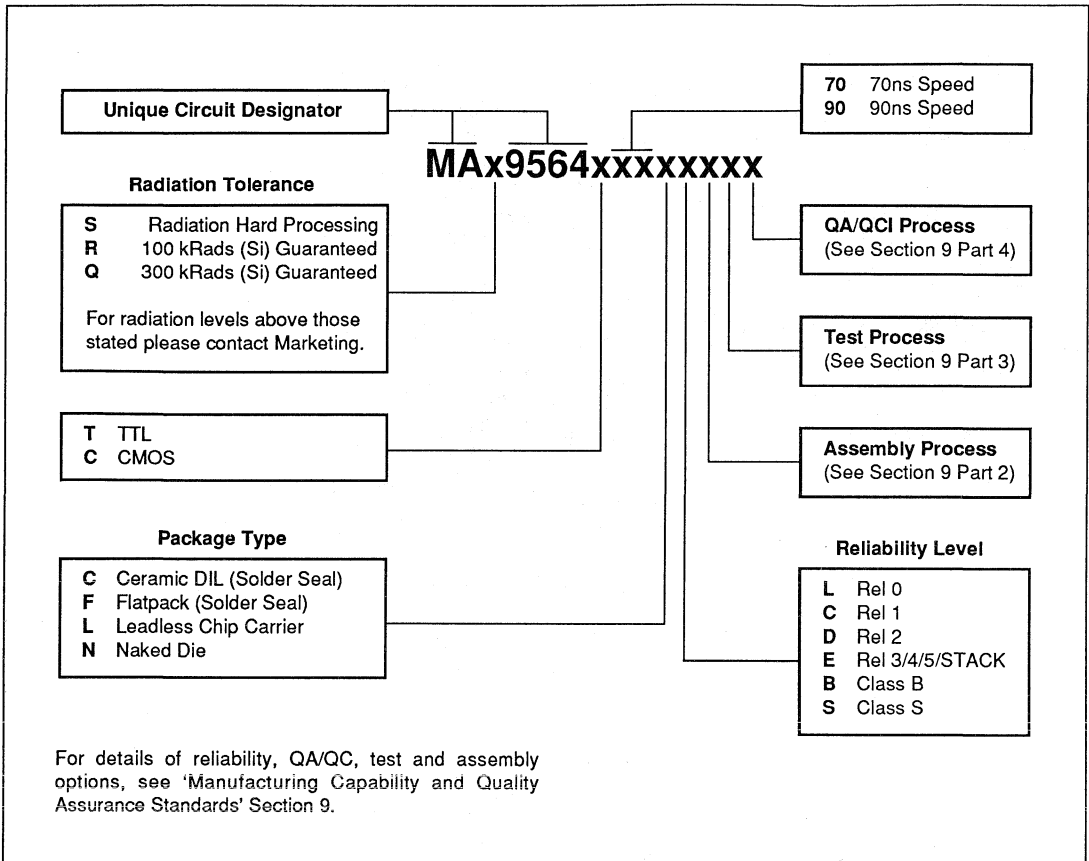 Unique Circuit Designator
70 70ns Speed
90 90ns Speed
MAx9564xxxxxxxx
Radiation Tolerance
S Radiation Hard Processing
R 100 kRads (Si) Guaranteed
Q 300 kRads (Si) Guaranteed
For radiation levels above those
stated please contact Marketing.
T TTL
C CMOS
Package Type
C Ceramic DIL (Solder Seal)
F Flatpack (Solder Seal)
L Leadless Chip Carrier
N Naked Die
QA/QCI Process
(See Section 9 Part 4)
Test Process
(See Section 9 Part 3)
Assembly Process
(See Section 9 Part 2)
Reliability Level
L Rel 0
C Rel 1
D Rel 2
E Rel 3/4/5/STACK
B Class B
S Class S
For details of reliability, QA/QC, test and assembly
options, see 'Manufacturing Capability and Quality
Assurance Standards' Section 9.